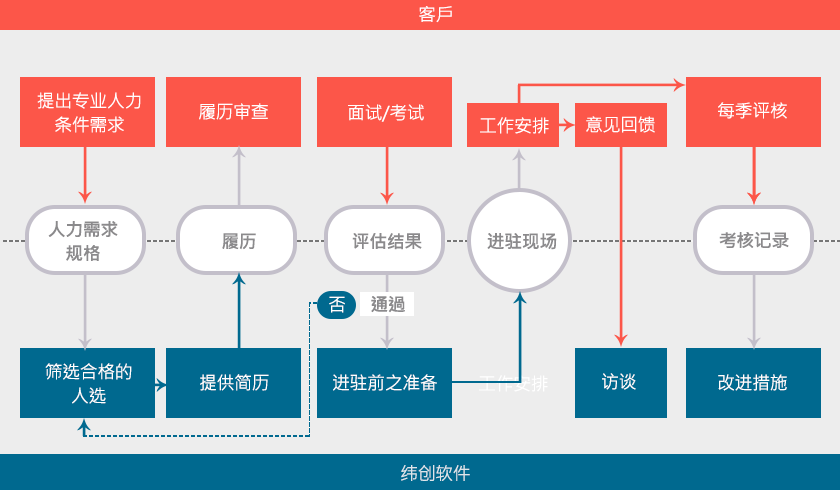 客戶
提出专业人力
条件需求
履历审查
面试/考试
工作安排
意见回馈
每季评核
人力需求
规格
履历
评估结果
进驻现场
考核记录
否
通過
筛选合格的
人选
提供简历
进驻前之准备
工作安排
访谈
改进措施
纬创软件